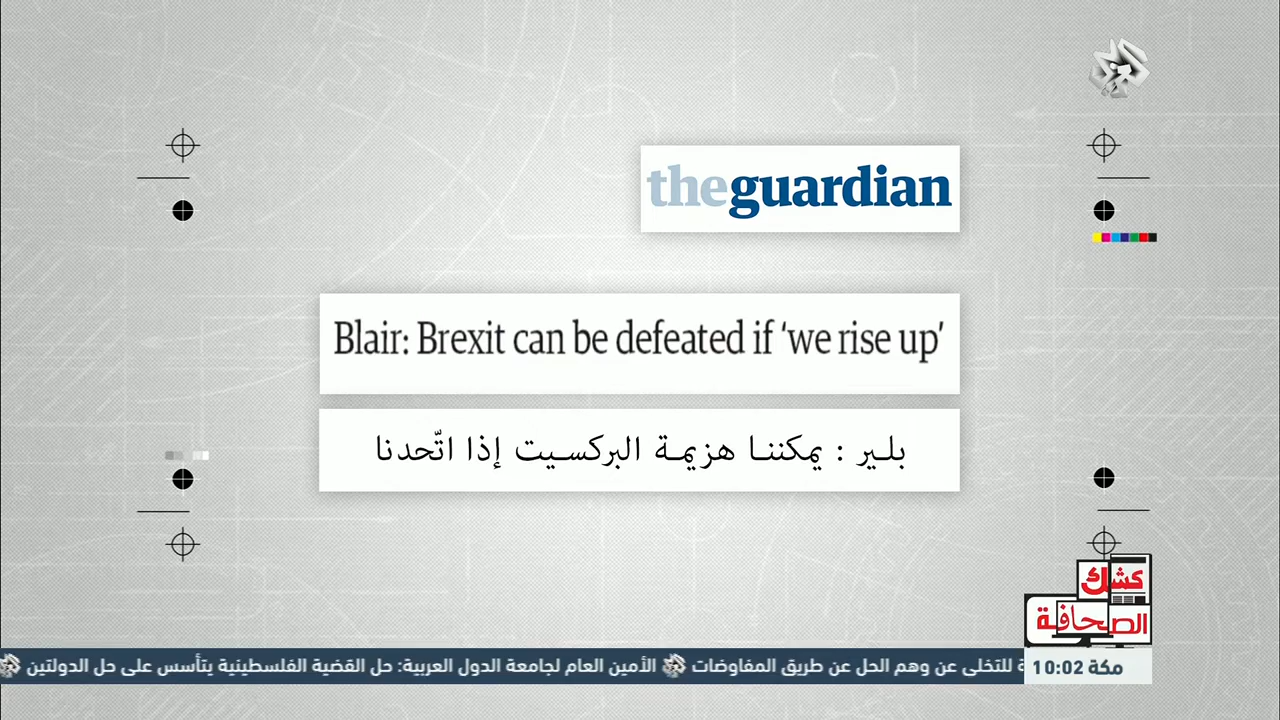 theguardian
Blair: Brexit can be defeated if ‘we rise up’
بلير : يمكننا هزيمة البركسيت إذا اتّحدنا
كشك
الصحافة
مكة 10:02
ة للتخلى عن وهم الحل عن طريق المفاوضات الأمين العام لجامعة الدول العربية: حل القضية الفلسطينية يتأسس على حل الدولتين